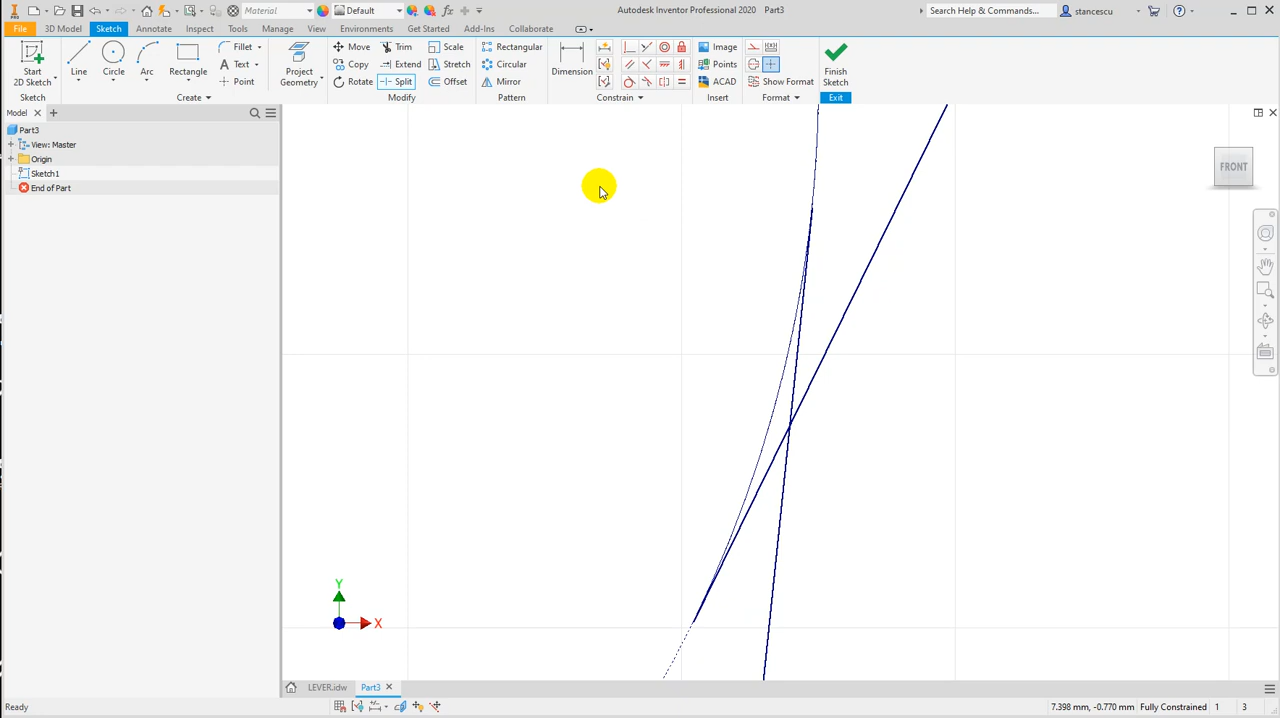 Material
Default
Autodesk Inventor Professional 2020 Part3
Search Help & Commands...
stancescu
File 3D Model Sketch Annotate Inspect Tools Manage View Environments Get Started Add-Ins Collaborate
Start
2D Sketch
Line
Circle
Arc
Rectangle
Fillet
Text
Point
Project
Geometry
Move Trim Scale
Copy Extend Stretch
Rotate Split Offset
Rectangular
Circular
Mirror
Dimension
Image
Points
ACAD
Show Format
Finish
Sketch
Sketch Create Modify Pattern Constrain Insert Format Exit
Model
Part3
View: Master
Origin
Sketch1
End of Part
FRONT
Y
X
LEVER.idw Part3
Ready
7.398 mm, -0.770 mm Fully Constrained 1 3